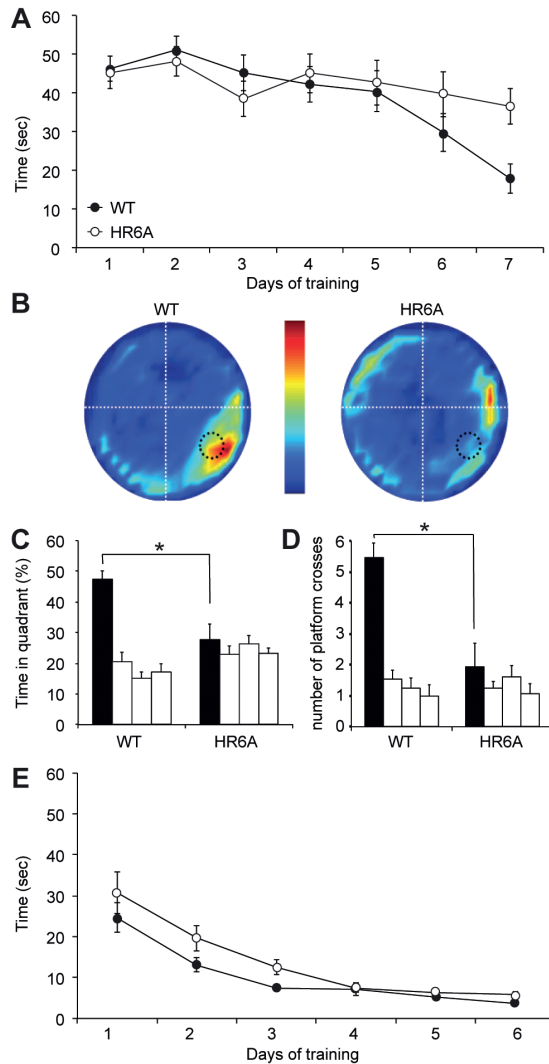 A
60
50
40
30
20
10
0
Time (sec)
WT
HR6A
1 2 3 4 5 6 7
Days of training
B
WT HR6A
C
60
50
40
30
20
10
0
Time in quadrant (%)
*
WT HR6A
D
6
5
4
3
2
1
0
number of platform crosses
*
WT HR6A
E
60
50
40
30
20
10
0
Time (sec)
1 2 3 4 5 6
Days of training